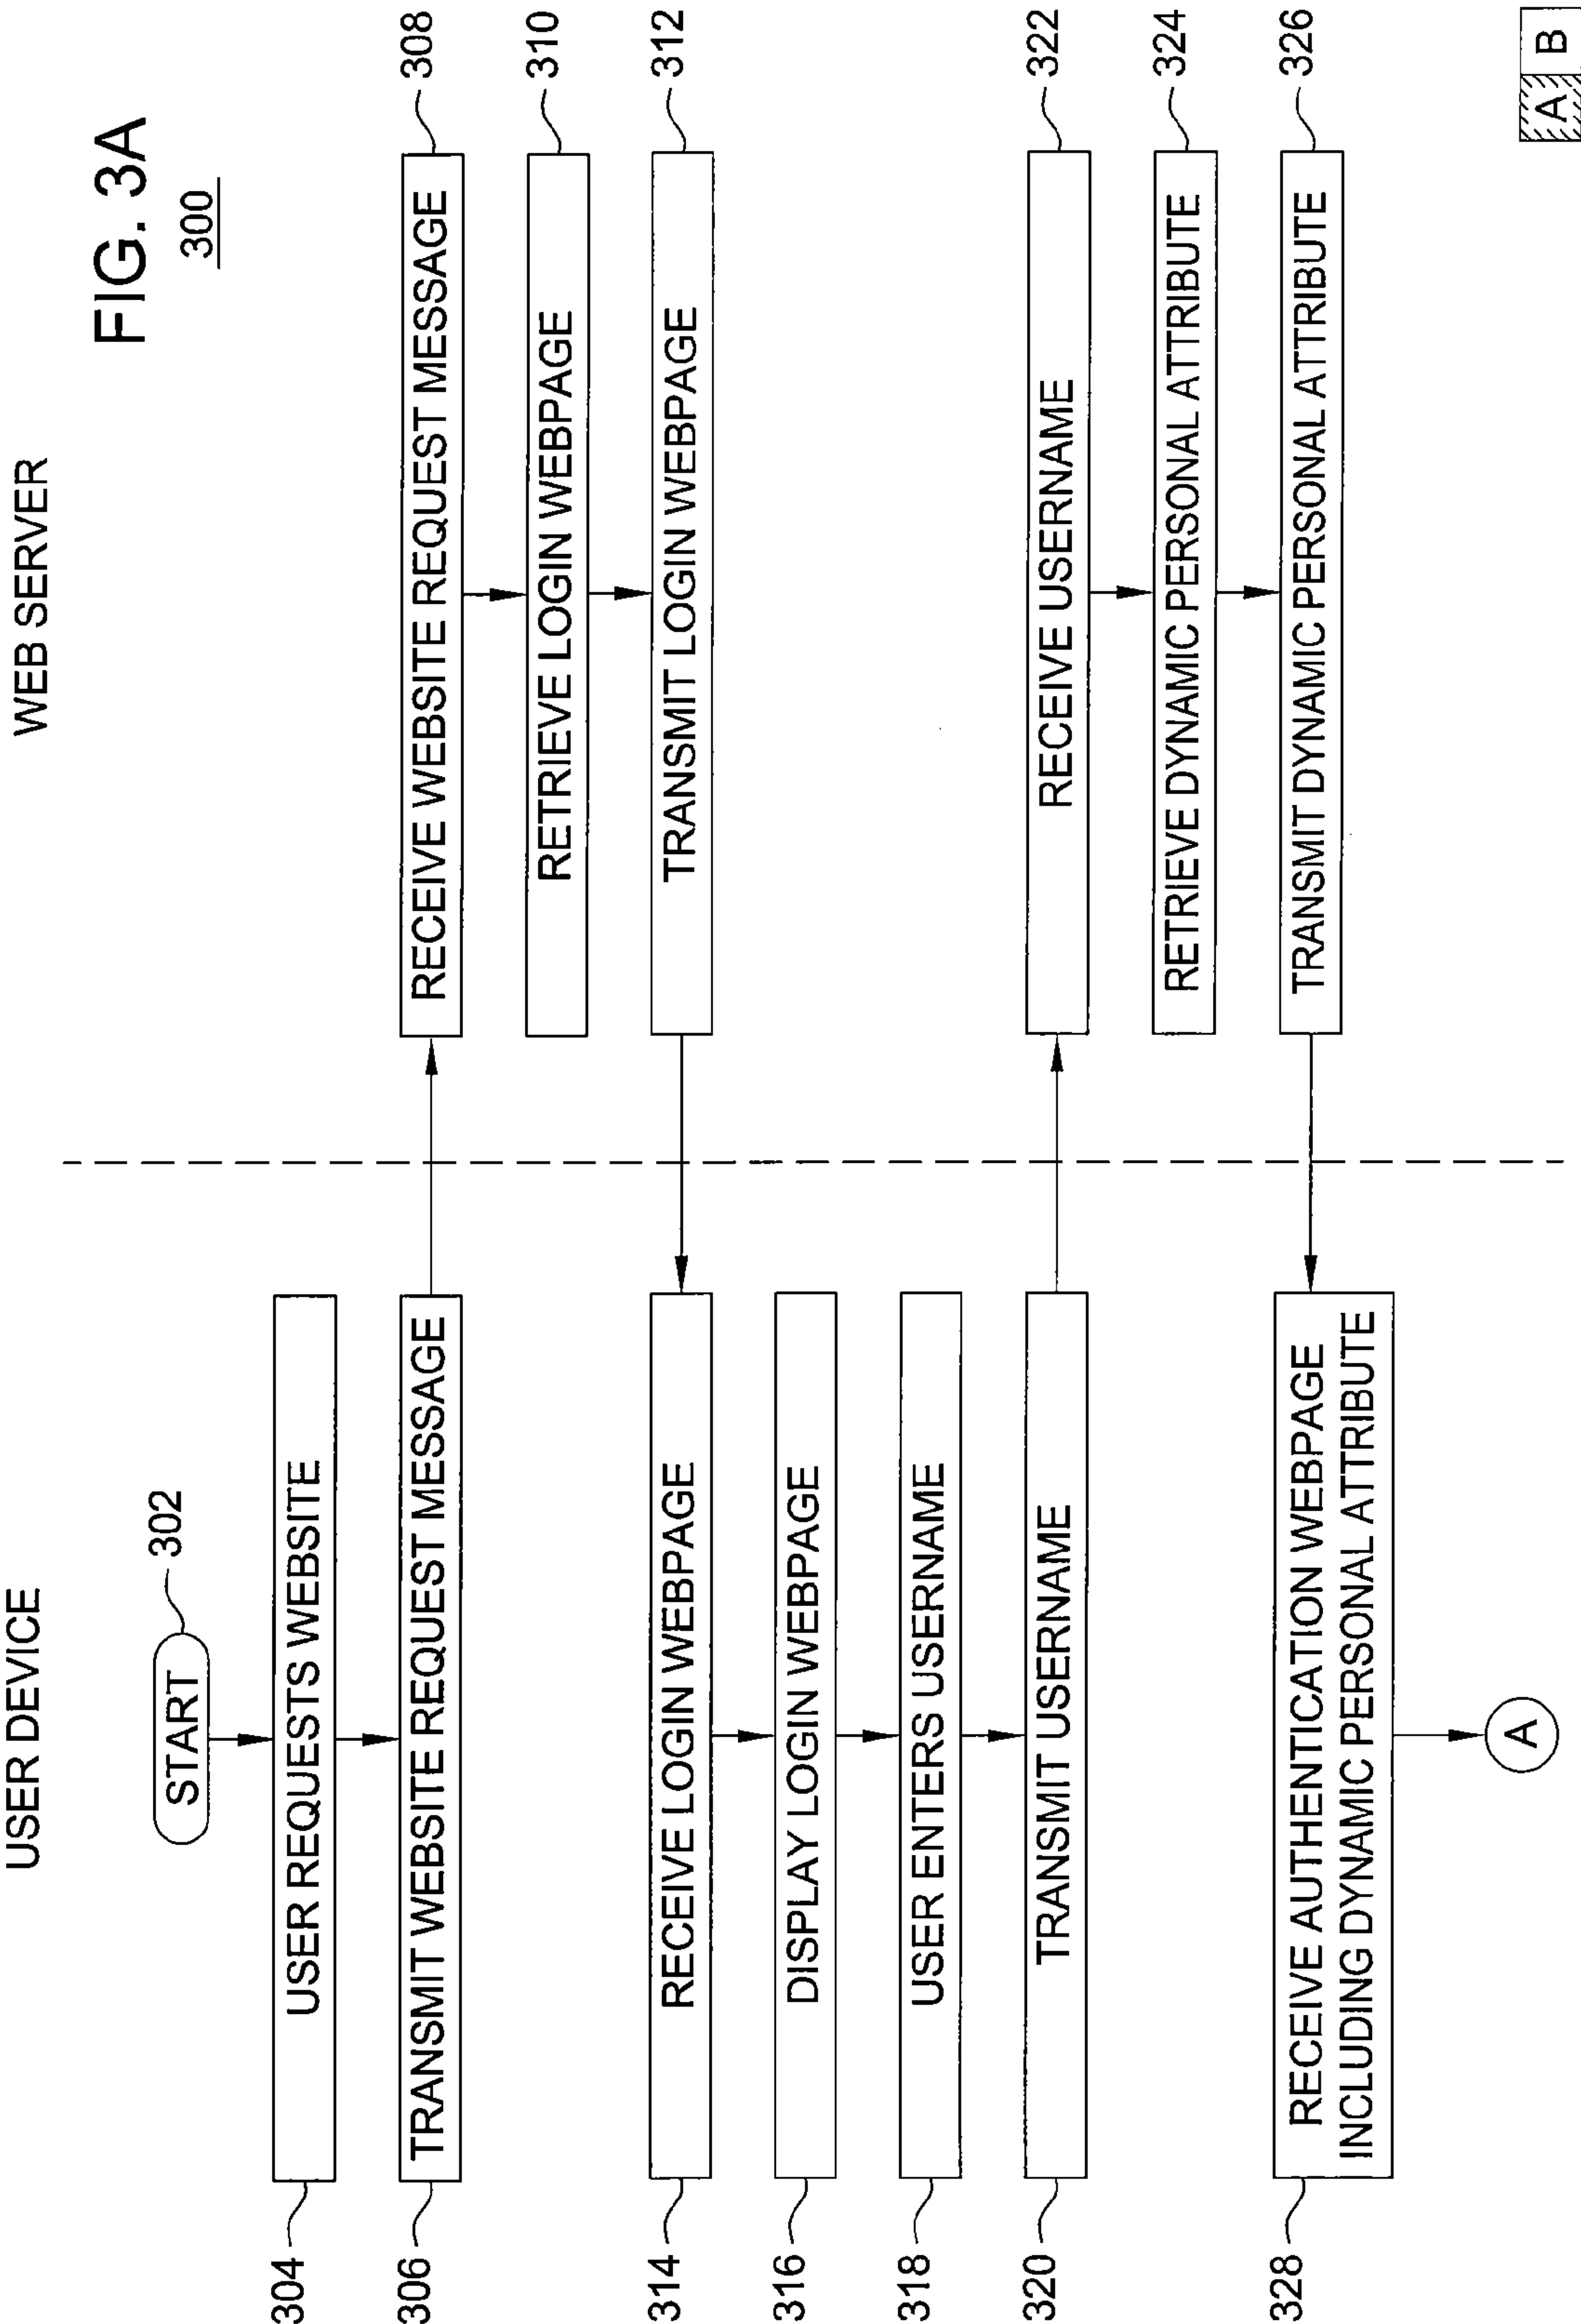 FIG. 3A
300
USER DEVICE
WEB SERVER
START
302
USER REQUESTS WEBSITE
304
TRANSMIT WEBSITE REQUEST MESSAGE
306
RECEIVE WEBSITE REQUEST MESSAGE
308
RETRIEVE LOGIN WEBPAGE
310
TRANSMIT LOGIN WEBPAGE
312
RECEIVE LOGIN WEBPAGE
314
DISPLAY LOGIN WEBPAGE
316
USER ENTERS USERNAME
318
TRANSMIT USERNAME
320
RECEIVE USERNAME
322
RETRIEVE DYNAMIC PERSONAL ATTRIBUTE
324
TRANSMIT DYNAMIC PERSONAL ATTRIBUTE
326
RECEIVE AUTHENTICATION WEBPAGE
INCLUDING DYNAMIC PERSONAL ATTRIBUTE
328
A
A B